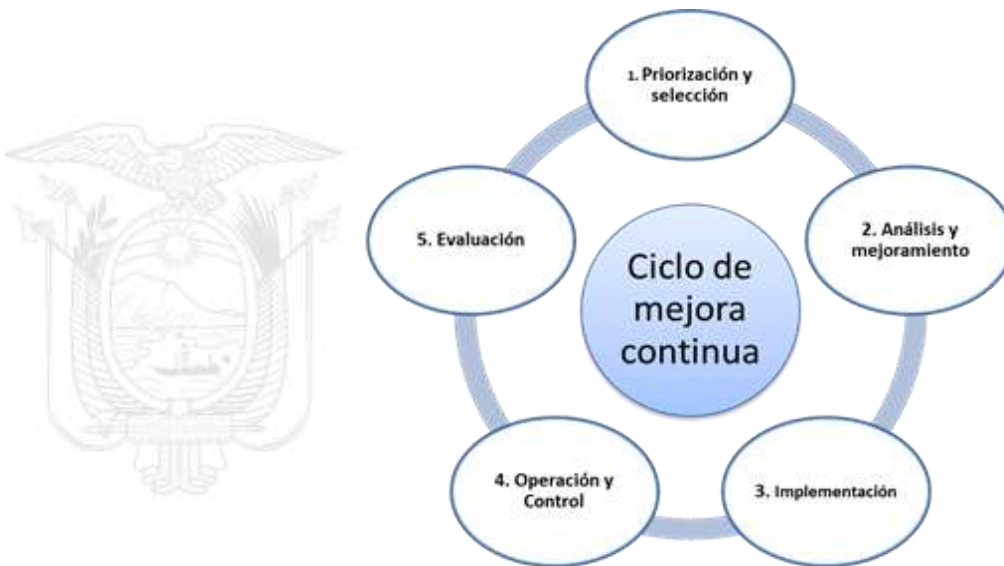 1. Priorización y
selección
2. Análisis y
mejoramiento
3. Implementación
4. Operación y
Control
5. Evaluación
Ciclo de
mejora
continua